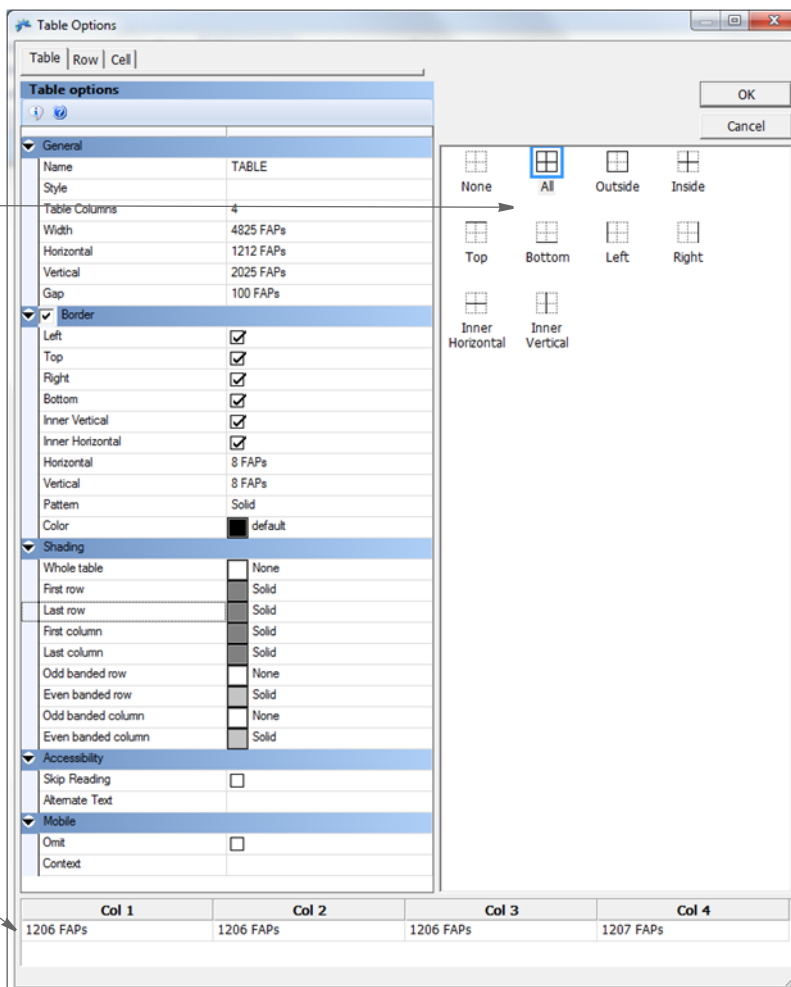 Table Options
Table Row Cell
Table options
OK
Cancel
General
Name TABLE
Style
Table Columns 4
Width 4825 FAPs
Horizontal 1212 FAPs
Vertical 2025 FAPs
Gap 100 FAPs
Border
Left
Top
Right
Bottom
Inner Vertical
Inner Horizontal
Horizontal 8 FAPs
Vertical 8 FAPs
Pattern Solid
Color default
Shading
Whole table None
First row Solid
Last row Solid
First column Solid
Last column Solid
Odd banded row None
Even banded row Solid
Odd banded column None
Even banded column Solid
Accessibility
Skip Reading
Alternate Text
Mobile
Omit
Context
None All Outside Inside
Top Bottom Left Right
Inner Horizontal
Inner Vertical
Col 1 Col 2 Col 3 Col 4
1206 FAPs 1206 FAPs 1206 FAPs 1207 FAPs